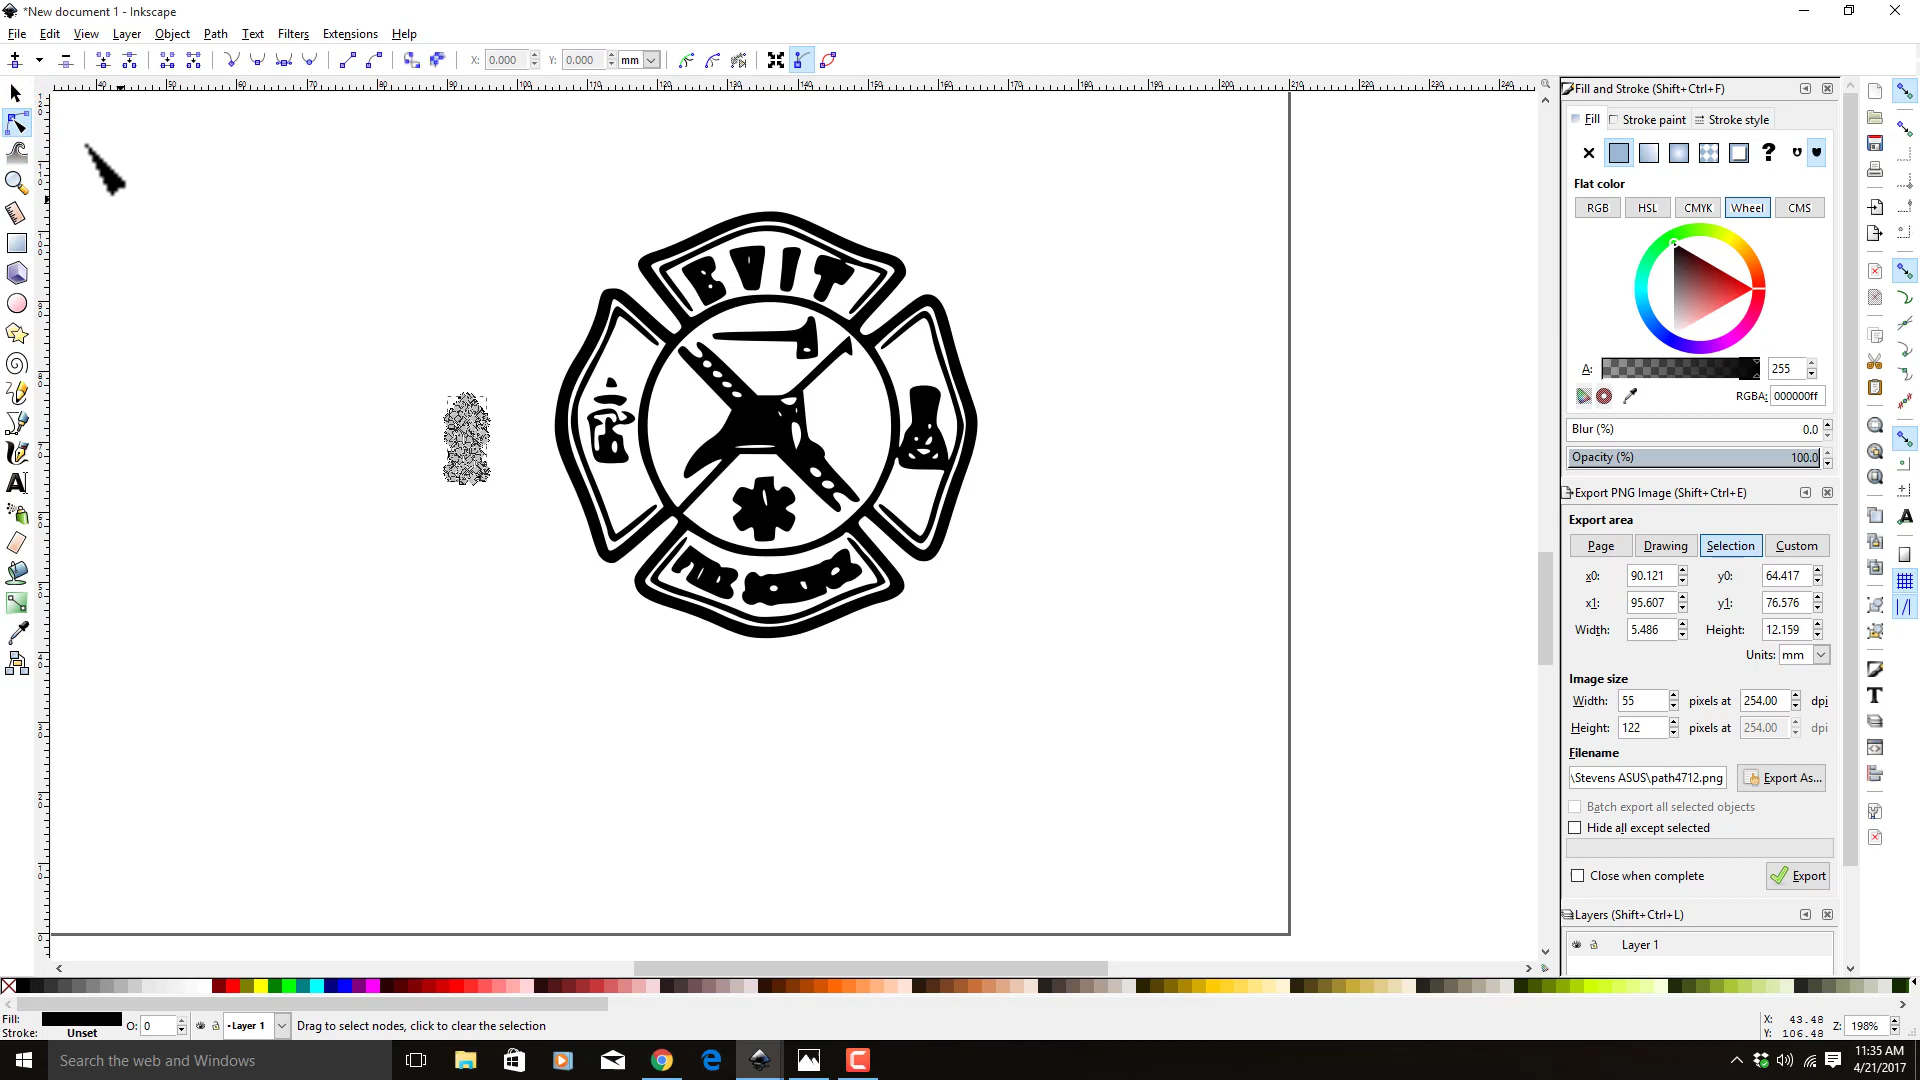 *New document 1 - Inkscape
File Edit View Layer Object Path Text Filters Extensions Help
X: 0.000 Y: 0.000 mm
Fill and Stroke (Shift+Ctrl+F)
Fill Stroke paint Stroke style
Flat color
RGB HSL CMYK Wheel CMS
A: 255
RGBA: 000000ff
Blur (%) 0.0
Opacity (%) 100.0
EVIT
Export PNG Image (Shift+Ctrl+E)
Export area
Page Drawing Selection Custom
x0: 90.121 y0: 64.417
x1: 95.607 y1: 76.576
Width: 5.486 Height: 12.159
Units: mm
Image size
Width: 55 pixels at 254.00 dpi
Height: 122 pixels at 254.00 dpi
Filename
\Stevens ASUS\path4712.png Export As...
Batch export all selected objects
Hide all except selected
Close when complete Export
Layers (Shift+Ctrl+L)
Layer 1
Fill:
Stroke: Unset
O: 0
•Layer 1
Drag to select nodes, click to clear the selection
X: 43.48
Y: 106.48
Z: 198%
Search the web and Windows
11:35 AM
4/21/2017